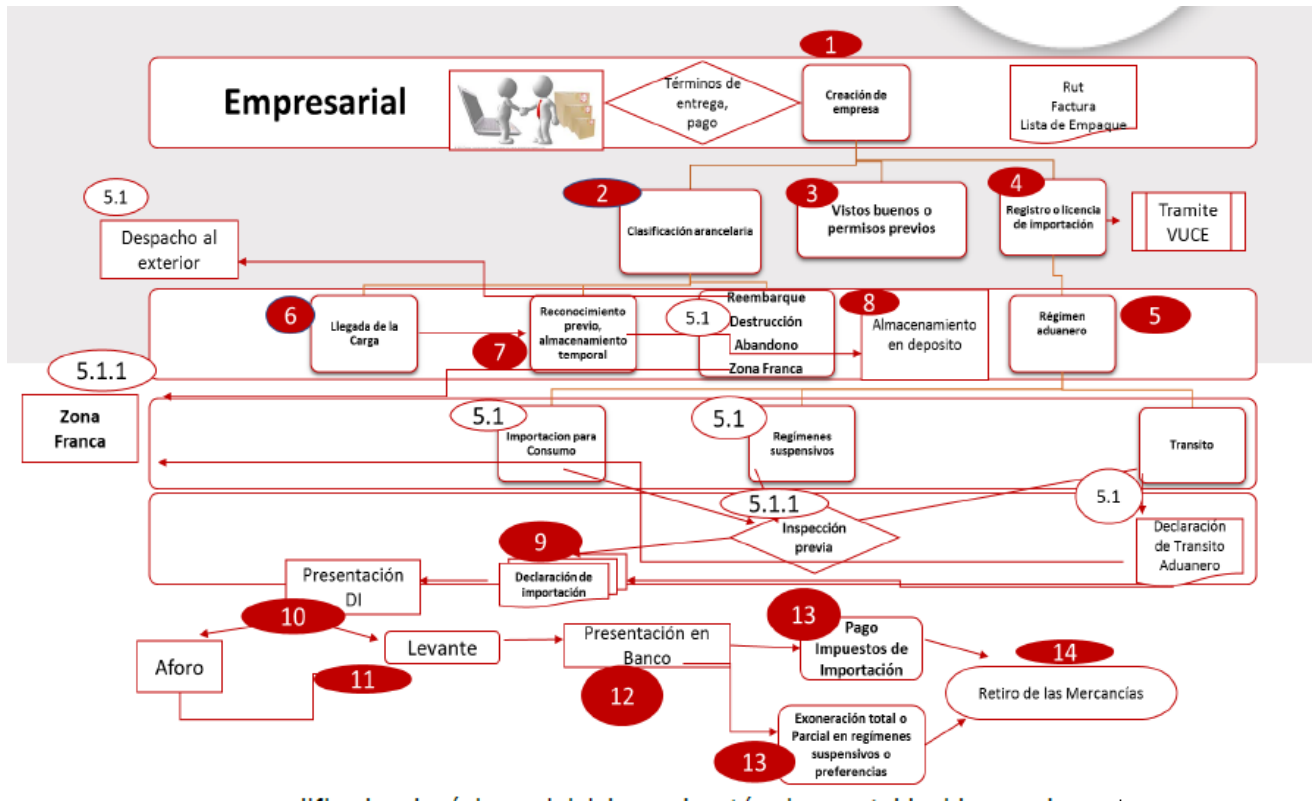 1
Empresarial
Términos de
entrega,
pago
Creación de
empresa
Rut
Factura
Lista de Empaque
5.1
Despacho al
exterior
2
Clasificación arancelaria
3
Vistos buenos o
permisos previos
4
Registro o licencia
de importación
Tramite
VUCE
6
Llegada de la
Carga
7
Reconocimiento
previo,
almacenamiento
temporal
5.1
Reembarque
Destrucción
Abandono
Zona Franca
8
Almacenamiento
en deposito
Régimen
aduanero
5
5.1.1
Zona
Franca
5.1
Importacion para
Consumo
5.1
Regímenes
suspensivos
Transito
5.1
5.1.1
Inspección
previa
Declaración
de Transito
Aduanero
9
Declaración de
importación
Presentación
DI
10
Aforo
11
Levante
Presentación en
Banco
12
13
Pago
Impuestos de
Importación
13
Exoneración total o
Parcial en regímenes
suspensivos o
preferencias
14
Retiro de las Mercancías